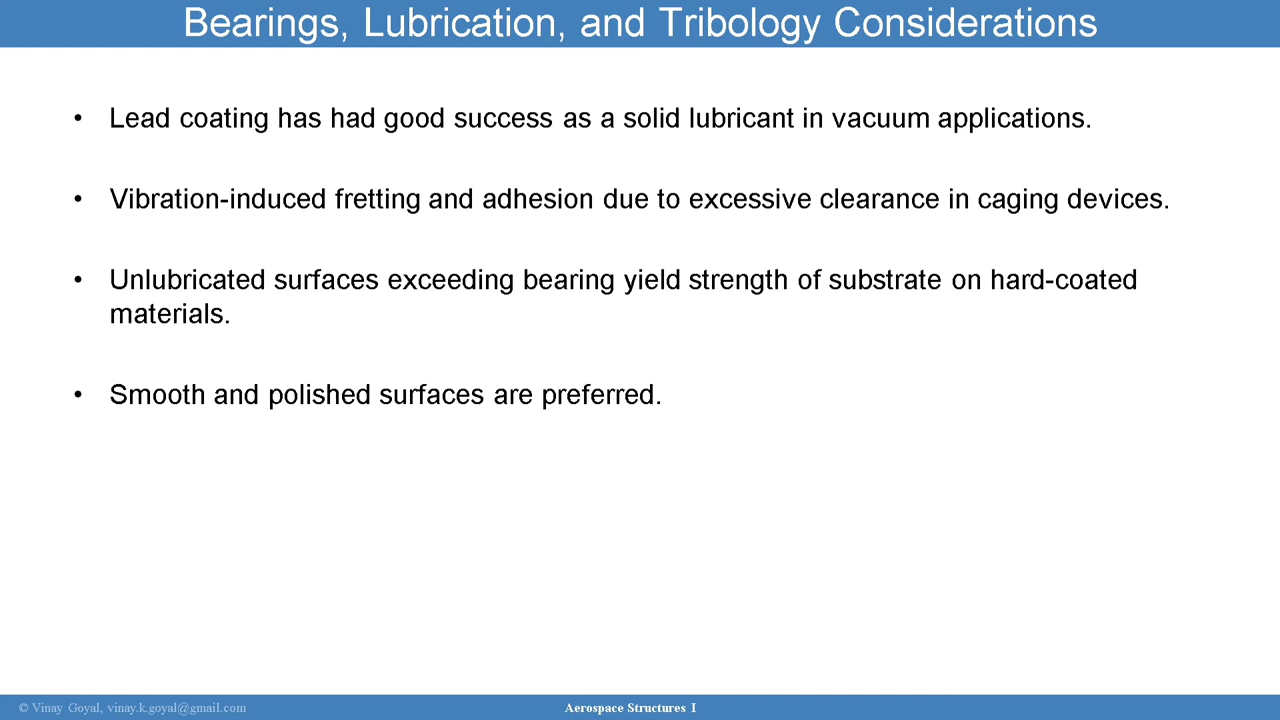 Bearings, Lubrication, and Tribology Considerations
• Lead coating has had good success as a solid lubricant in vacuum applications.
• Vibration-induced fretting and adhesion due to excessive clearance in caging devices.
• Unlubricated surfaces exceeding bearing yield strength of substrate on hard-coated
materials.
• Smooth and polished surfaces are preferred.
© Vinay Goyal, vinay.k.goyal@gmail.com
Aerospace Structures I